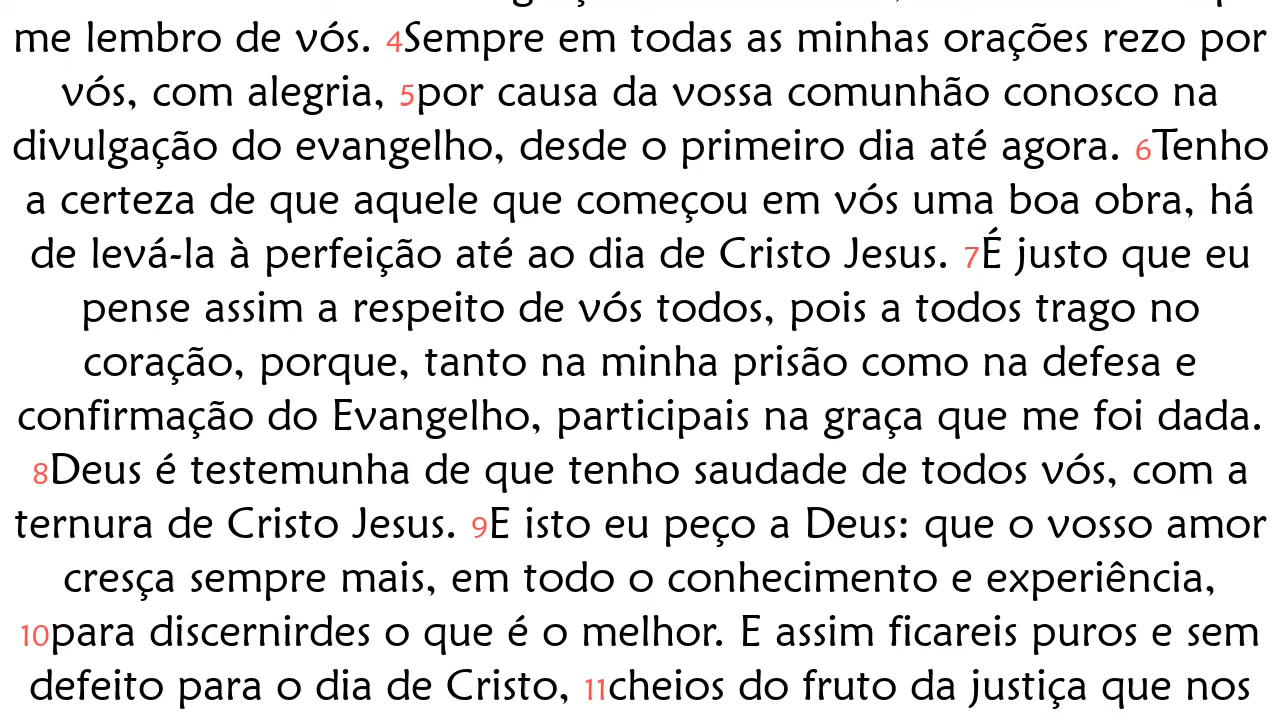 me lembro de vós. 4Sempre em todas as minhas orações rezo por
vós, com alegria, 5por causa da vossa comunhão conosco na
divulgação do evangelho, desde o primeiro dia até agora. 6Tenho
a certeza de que aquele que começou em vós uma boa obra, há
de levá-la à perfeição até ao dia de Cristo Jesus. 7É justo que eu
pense assim a respeito de vós todos, pois a todos trago no
coração, porque, tanto na minha prisão como na defesa e
confirmação do Evangelho, participais na graça que me foi dada.
8Deus é testemunha de que tenho saudade de todos vós, com a
ternura de Cristo Jesus. 9E isto eu peço a Deus: que o vosso amor
cresça sempre mais, em todo o conhecimento e experiência,
10para discernirdes o que é o melhor. E assim ficareis puros e sem
defeito para o dia de Cristo, 11cheios do fruto da justiça que nos